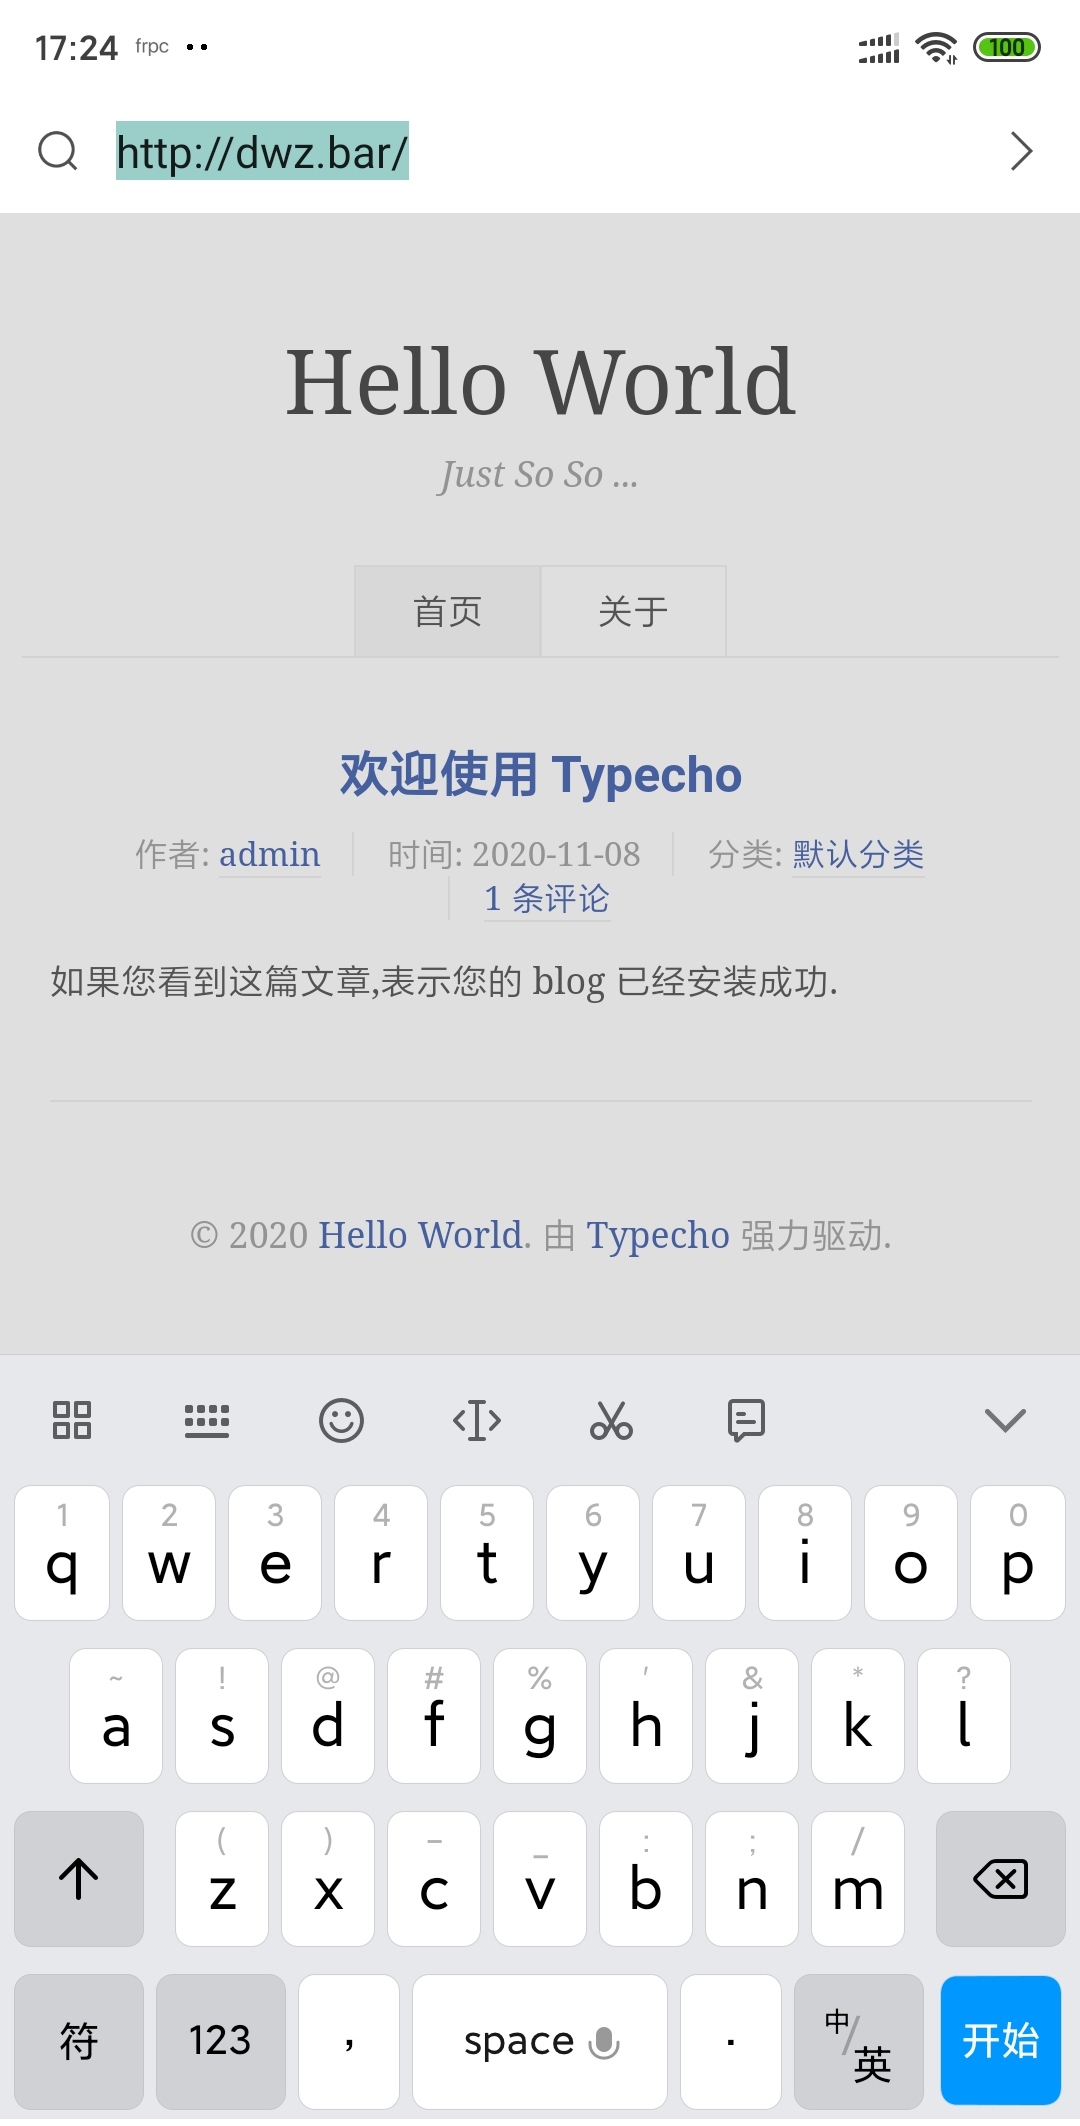 17:24 frpc ··
100
http://dwz.bar/
Hello World
Just So So ...
首页 关于
欢迎使用 Typecho
作者: admin 时间: 2020-11-08 分类: 默认分类
1 条评论
如果您看到这篇文章,表示您的 blog 已经安装成功.
© 2020 Hello World. 由 Typecho 强力驱动.
1 2 3 4 5 6 7 8 9 0
q w e r t y u i o p
~ ! @ # % ' & * ?
a s d f g h j k l
( ) – _ : ; /
z x c v b n m
符 123 , space . 中/英 开始